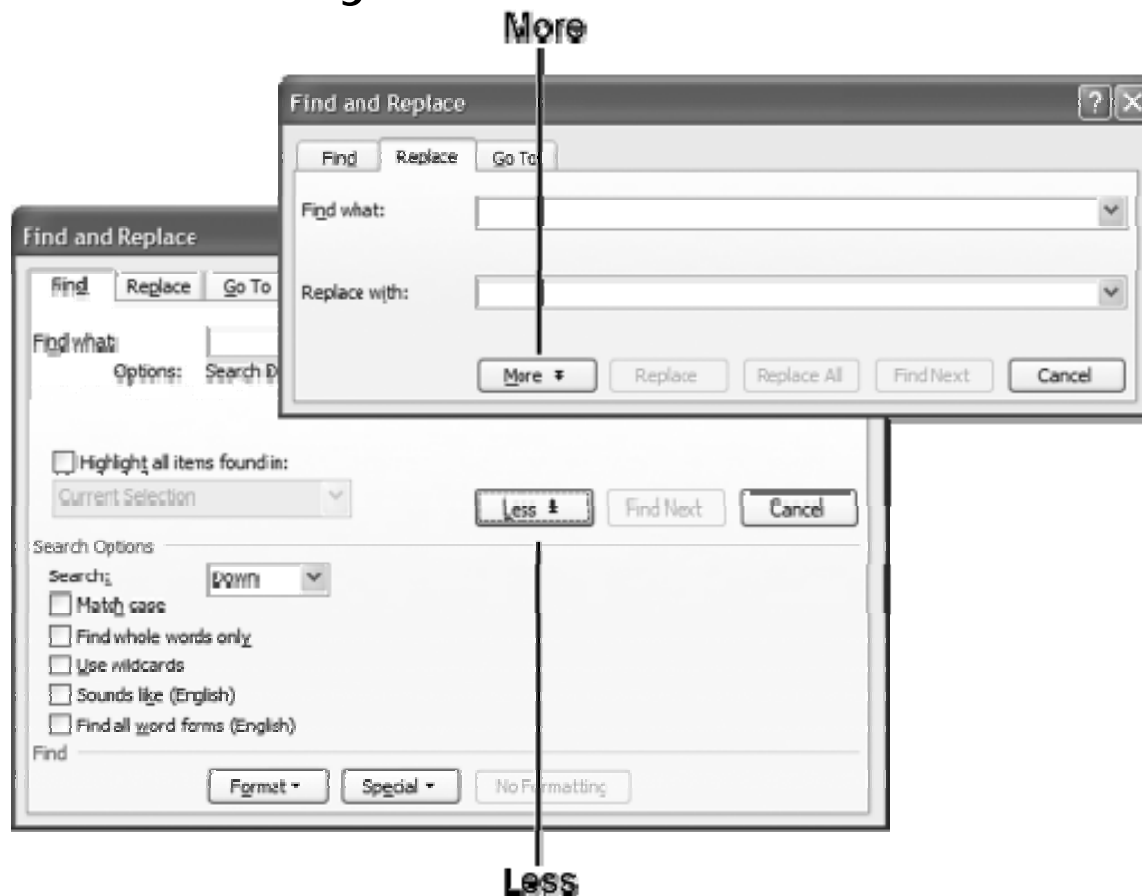 More
Find and Replace
Find Replace Go To
Find what:
Replace with:
More Replace Replace All Find Next Cancel
Find and Replace
Find Replace Go To
Find what:
Options: Search D
Highlight all items found in:
Current Selection
Less Find Next Cancel
Search Options
Search: Down
Match case
Find whole words only
Use wildcards
Sounds like (English)
Find all word forms (English)
Find
Format Special No Formatting
Less